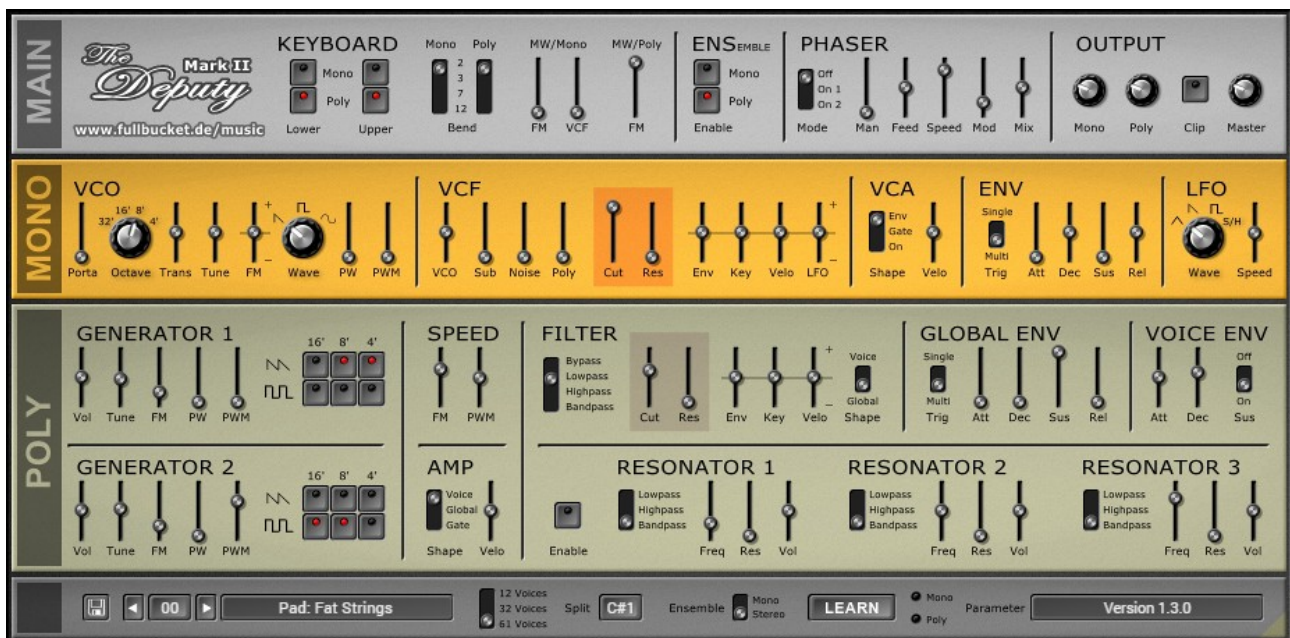 MAIN
The
Deputy
Mark II
www.fullbucket.de/music
KEYBOARD
Mono
Poly
Lower Upper
Mono Poly
2
3
7
12
Bend
MW/Mono
FM VCF
MW/Poly
FM
ENSEMBLE
Mono
Poly
Enable
PHASER
Off
On 1
On 2
Mode Man Feed Speed Mod Mix
OUTPUT
Mono Poly Clip Master
MONO
VCO
32' 16' 8' 4'
+
−
Porta Octave Trans Tune FM Wave PW PWM
VCF
+
−
VCO Sub Noise Poly Cut Res Env Key Velo LFO
VCA
Env
Gate
On
Shape Velo
ENV
Single
Multi
Trig Att Dec Sus Rel
LFO
S/H
Wave Speed
POLY
GENERATOR 1
16' 8' 4'
Vol Tune FM PW PWM
SPEED
FM PWM
FILTER
Bypass
Lowpass
Highpass
Bandpass
Cut Res
+
−
Env Key Velo
Voice
Global
Shape
GLOBAL ENV
Single
Multi
Trig Att Dec Sus Rel
VOICE ENV
Off
On
Att Dec Sus
GENERATOR 2
16' 8' 4'
Vol Tune FM PW PWM
AMP
Voice
Global
Gate
Shape Velo
Enable
RESONATOR 1
Lowpass
Highpass
Bandpass
Freq Res Vol
RESONATOR 2
Lowpass
Highpass
Bandpass
Freq Res Vol
RESONATOR 3
Lowpass
Highpass
Bandpass
Freq Res Vol
00
Pad: Fat Strings
12 Voices
32 Voices
61 Voices
Split C#1
Ensemble
Mono
Stereo
LEARN
Mono
Poly
Parameter Version 1.3.0